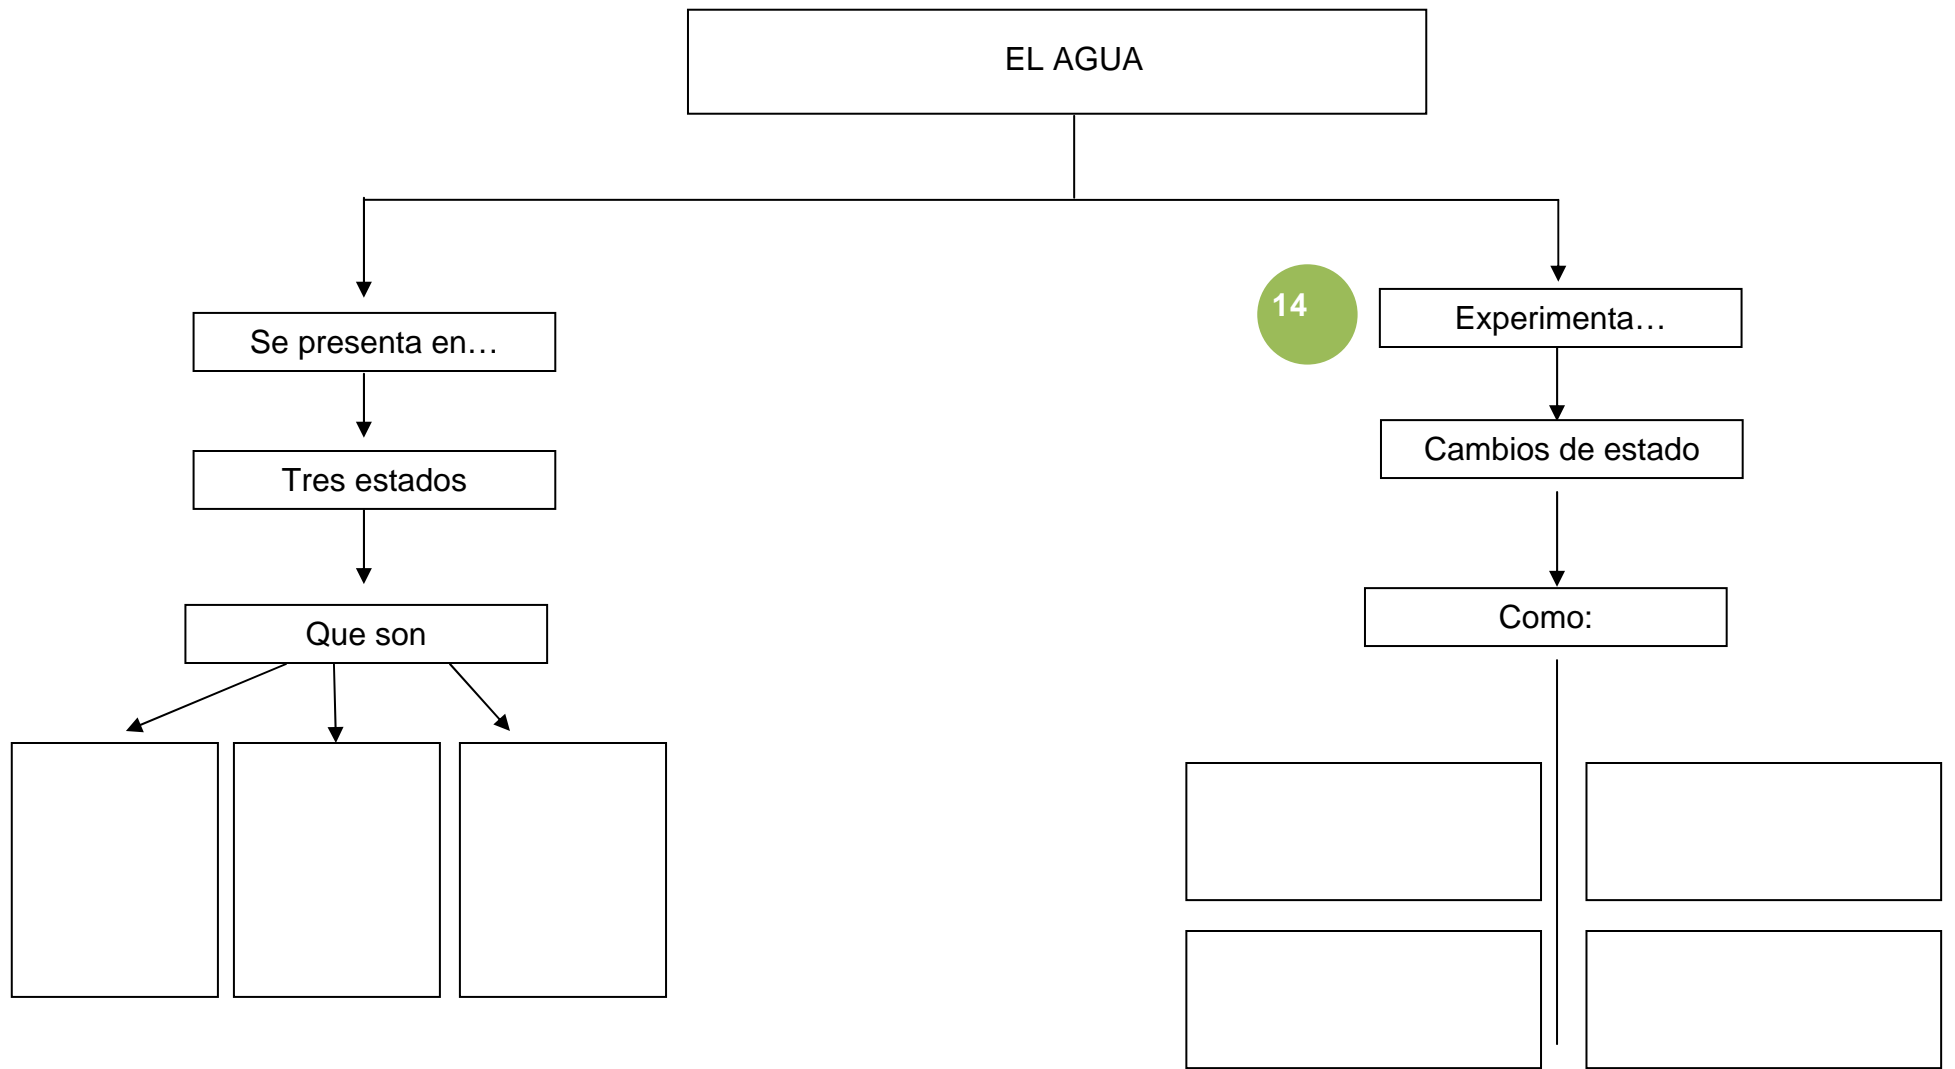 EL AGUA
14
Experimenta…
Se presenta en…
Cambios de estado
Tres estados
Como:
Que son